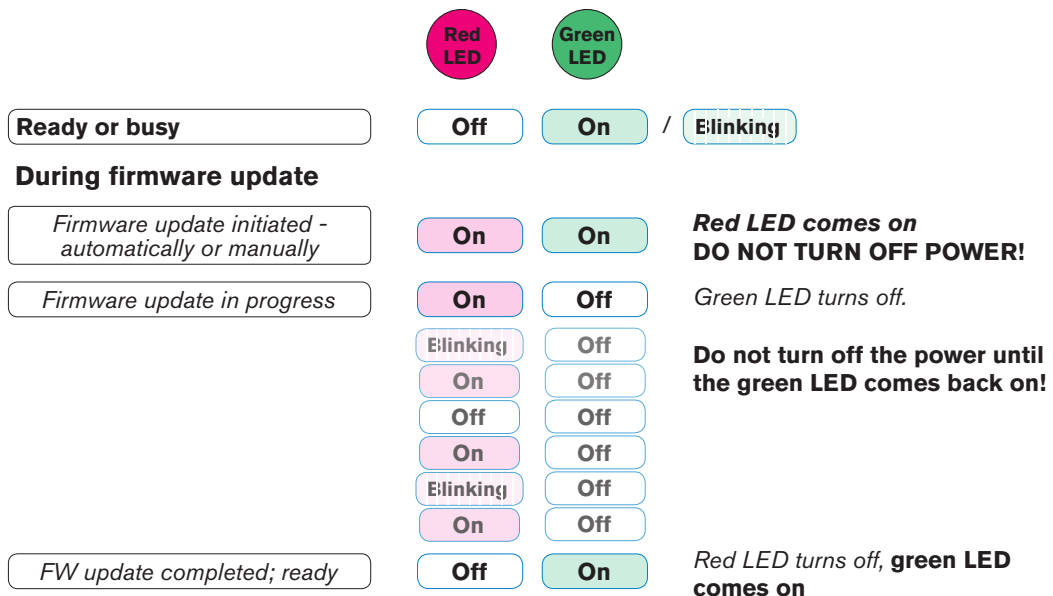 Red LED Green LED
Ready or busy Off On / Blinking
During firmware update
Firmware update initiated -
automatically or manually On On Red LED comes on
DO NOT TURN OFF POWER!
Firmware update in progress On Off Green LED turns off.
Blinking Off Do not turn off the power until
On Off the green LED comes back on!
Off Off
On Off
Blinking Off
On Off
FW update completed; ready Off On Red LED turns off, green LED
comes on